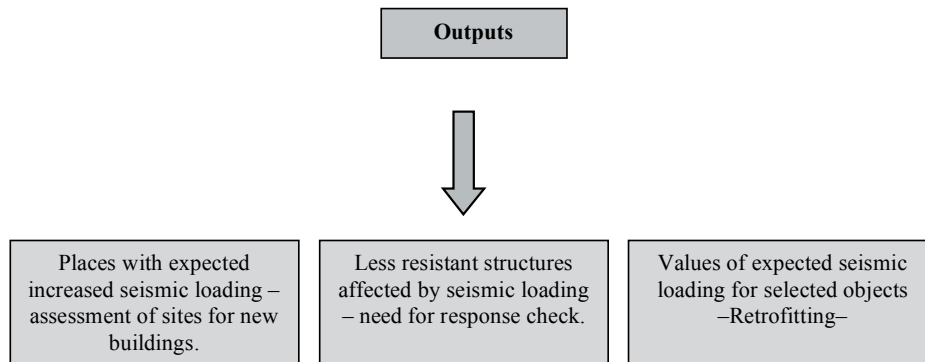 Outputs
Places with expected
increased seismic loading –
assessment of sites for new
buildings.
Less resistant structures
affected by seismic loading
– need for response check.
Values of expected seismic
loading for selected objects
–Retrofitting–